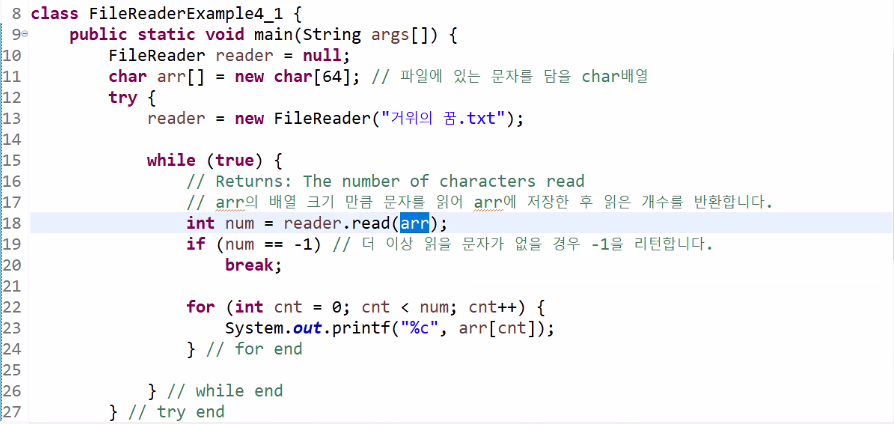 8 class FileReaderExample4_1 {
9 public static void main(String args[]) {
10 FileReader reader = null;
11 char arr[] = new char[64]; // 파일에 있는 문자를 담을 char배열
12 try {
13 reader = new FileReader("거위의 꿈.txt");
14
15 while (true) {
16 // Returns: The number of characters read
17 // arr의 배열 크기 만큼 문자를 읽어 arr에 저장한 후 읽은 개수를 반환합니다.
18 int num = reader.read(arr);
19 if (num == -1) // 더 이상 읽을 문자가 없을 경우 -1을 리턴합니다.
20 break;
21
22 for (int cnt = 0; cnt < num; cnt++) {
23 System.out.printf("%c", arr[cnt]);
24 } // for end
25
26 } // while end
27 } // try end